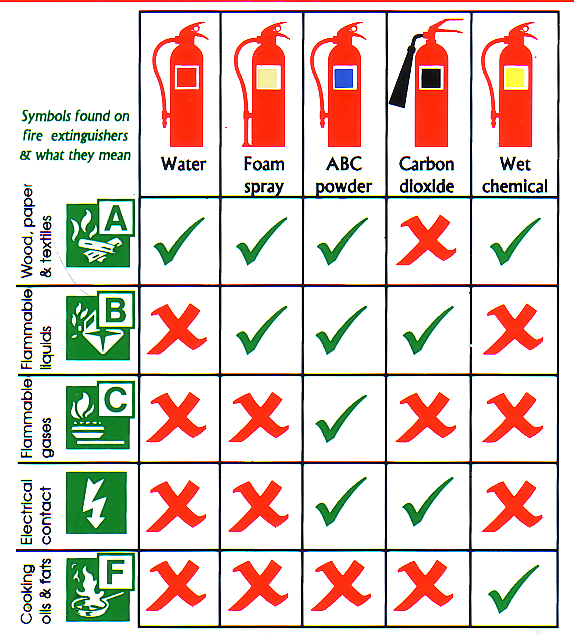 Symbols found on
fire extinguishers
& what they mean
Water
Foam
spray
ABC
powder
Carbon
dioxide
Wet
chemical
Wood, paper
& textiles
A
Flammable
liquids
B
Flammable
gases
C
Electrical
contact
Cooking
oils & fats
F